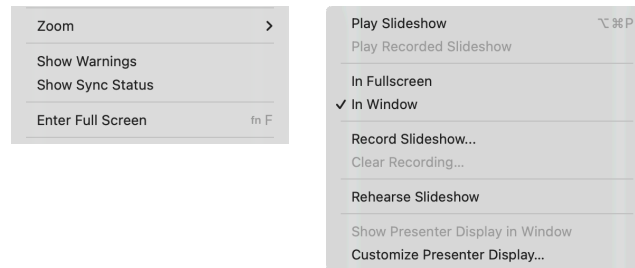 Zoom
Show Warnings
Show Sync Status
Enter Full Screen fn F
Play Slideshow ⌥⌘P
Play Recorded Slideshow
In Fullscreen
✓ In Window
Record Slideshow...
Clear Recording...
Rehearse Slideshow
Show Presenter Display in Window
Customize Presenter Display...